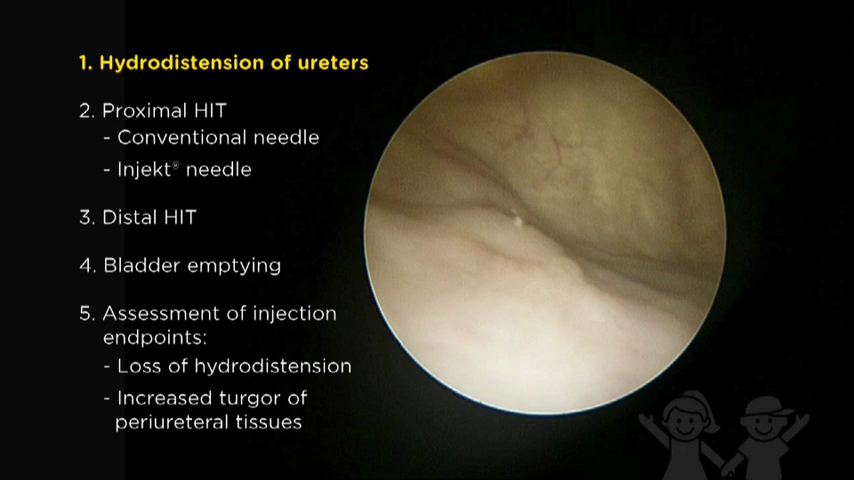 1. Hydrodistension of ureters
2. Proximal HIT
- Conventional needle
- Injekt® needle
3. Distal HIT
4. Bladder emptying
5. Assessment of injection
endpoints:
- Loss of hydrodistension
- Increased turgor of
periureteral tissues